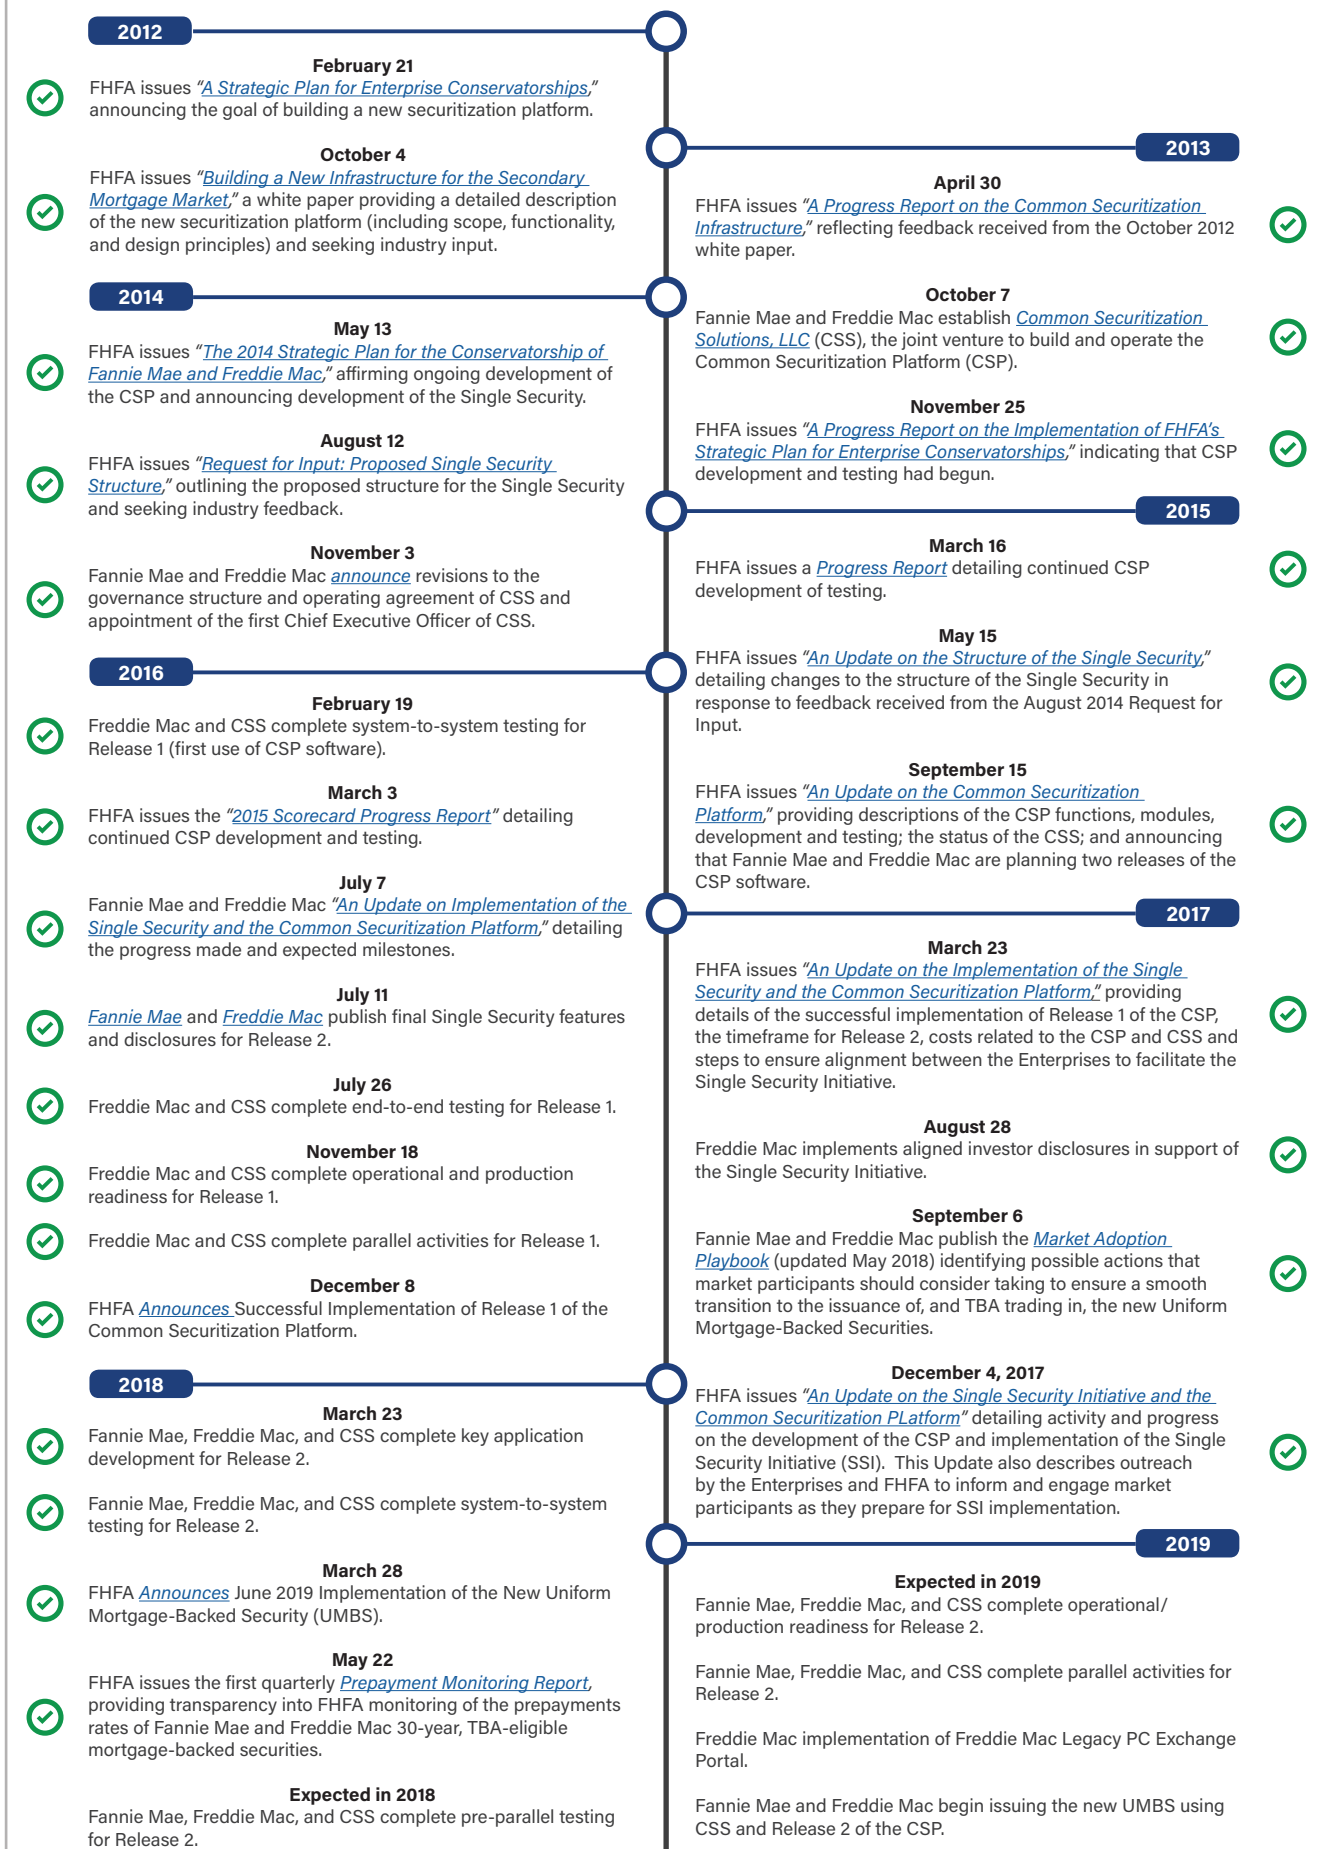 2012
February 21
FHFA issues “A Strategic Plan for Enterprise Conservatorships,”
announcing the goal of building a new securitization platform.
October 4
FHFA issues “Building a New Infrastructure for the Secondary
Mortgage Market,” a white paper providing a detailed description
of the new securitization platform (including scope, functionality,
and design principles) and seeking industry input.
2013
April 30
FHFA issues “A Progress Report on the Common Securitization
Infrastructure,” reflecting feedback received from the October 2012
white paper.
October 7
Fannie Mae and Freddie Mac establish Common Securitization
Solutions, LLC (CSS), the joint venture to build and operate the
Common Securitization Platform (CSP).
November 25
FHFA issues “A Progress Report on the Implementation of FHFA’s
Strategic Plan for Enterprise Conservatorships,” indicating that CSP
development and testing had begun.
2014
May 13
FHFA issues “The 2014 Strategic Plan for the Conservatorship of
Fannie Mae and Freddie Mac,” affirming ongoing development of
the CSP and announcing development of the Single Security.
August 12
FHFA issues “Request for Input: Proposed Single Security
Structure,” outlining the proposed structure for the Single Security
and seeking industry feedback.
November 3
Fannie Mae and Freddie Mac announce revisions to the
governance structure and operating agreement of CSS and
appointment of the first Chief Executive Officer of CSS.
2015
March 16
FHFA issues a Progress Report detailing continued CSP
development of testing.
May 15
FHFA issues “An Update on the Structure of the Single Security,”
detailing changes to the structure of the Single Security in
response to feedback received from the August 2014 Request for
Input.
September 15
FHFA issues “An Update on the Common Securitization
Platform,” providing descriptions of the CSP functions, modules,
development and testing; the status of the CSS; and announcing
that Fannie Mae and Freddie Mac are planning two releases of the
CSP software.
2016
February 19
Freddie Mac and CSS complete system-to-system testing for
Release 1 (first use of CSP software).
March 3
FHFA issues the “2015 Scorecard Progress Report” detailing
continued CSP development and testing.
July 7
Fannie Mae and Freddie Mac “An Update on Implementation of the
Single Security and the Common Securitization Platform,” detailing
the progress made and expected milestones.
July 11
Fannie Mae and Freddie Mac publish final Single Security features
and disclosures for Release 2.
July 26
Freddie Mac and CSS complete end-to-end testing for Release 1.
November 18
Freddie Mac and CSS complete operational and production
readiness for Release 1.
Freddie Mac and CSS complete parallel activities for Release 1.
December 8
FHFA Announces Successful Implementation of Release 1 of the
Common Securitization Platform.
2017
March 23
FHFA issues “An Update on the Implementation of the Single
Security and the Common Securitization Platform,” providing
details of the successful implementation of Release 1 of the CSP,
the timeframe for Release 2, costs related to the CSP and CSS and
steps to ensure alignment between the Enterprises to facilitate the
Single Security Initiative.
August 28
Freddie Mac implements aligned investor disclosures in support of
the Single Security Initiative.
September 6
Fannie Mae and Freddie Mac publish the Market Adoption
Playbook (updated May 2018) identifying possible actions that
market participants should consider taking to ensure a smooth
transition to the issuance of, and TBA trading in, the new Uniform
Mortgage-Backed Securities.
December 4, 2017
FHFA issues “An Update on the Single Security Initiative and the
Common Securitization PLatform” detailing activity and progress
on the development of the CSP and implementation of the Single
Security Initiative (SSI). This Update also describes outreach
by the Enterprises and FHFA to inform and engage market
participants as they prepare for SSI implementation.
2018
March 23
Fannie Mae, Freddie Mac, and CSS complete key application
development for Release 2.
Fannie Mae, Freddie Mac, and CSS complete system-to-system
testing for Release 2.
March 28
FHFA Announces June 2019 Implementation of the New Uniform
Mortgage-Backed Security (UMBS).
May 22
FHFA issues the first quarterly Prepayment Monitoring Report,
providing transparency into FHFA monitoring of the prepayments
rates of Fannie Mae and Freddie Mac 30-year, TBA-eligible
mortgage-backed securities.
Expected in 2018
Fannie Mae, Freddie Mac, and CSS complete pre-parallel testing
for Release 2.
2019
Expected in 2019
Fannie Mae, Freddie Mac, and CSS complete operational/
production readiness for Release 2.
Fannie Mae, Freddie Mac, and CSS complete parallel activities for
Release 2.
Freddie Mac implementation of Freddie Mac Legacy PC Exchange
Portal.
Fannie Mae and Freddie Mac begin issuing the new UMBS using
CSS and Release 2 of the CSP.